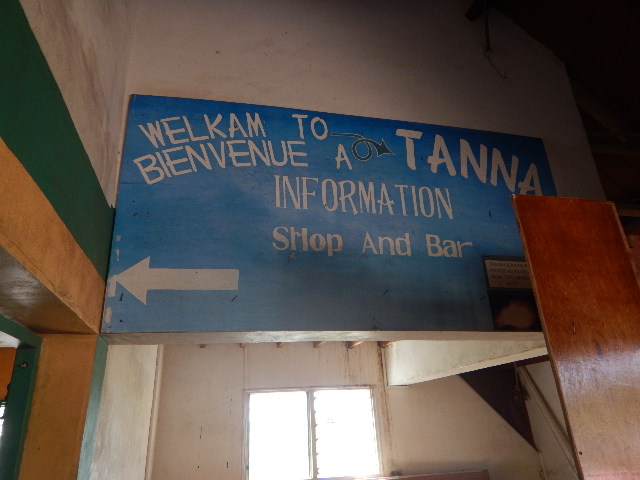 WELKAM TO
BIENVENUE A
TANNA
INFORMATION
SHop And Bar